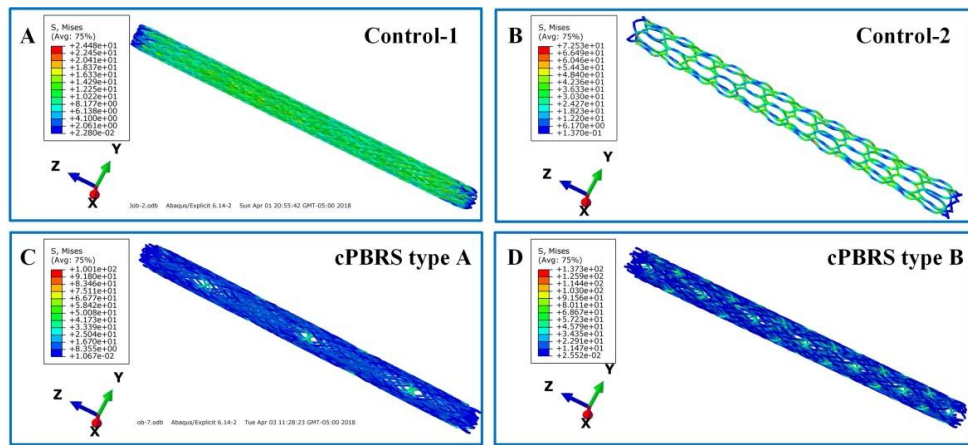 A
Control-1
S, Mises
(Avg: 75%)
+2.448e+01
+2.245e+01
+2.041e+01
+1.837e+01
+1.633e+01
+1.429e+01
+1.225e+01
+1.022e+01
+8.177e+00
+6.138e+00
+4.100e+00
+2.061e+00
+2.280e-02
Y
Z
X
Job-2.odb Abaqus/Explicit 6.14-2 Sun Apr 01 20:55:42 GMT-05:00 2018
B
Control-2
S, Mises
(Avg: 75%)
+7.253e+01
+6.649e+01
+6.046e+01
+5.443e+01
+4.840e+01
+4.236e+01
+3.633e+01
+3.030e+01
+2.427e+01
+1.823e+01
+1.220e+01
+6.170e+00
+1.370e-01
Y
Z
X
C
cPBRS type A
S, Mises
(Avg: 75%)
+1.001e+02
+9.180e+01
+8.346e+01
+7.511e+01
+6.677e+01
+5.842e+01
+5.008e+01
+4.173e+01
+3.339e+01
+2.504e+01
+1.670e+01
+8.355e+00
+1.067e-02
Y
Z
X
ob-7.odb Abaqus/Explicit 6.14-2 Tue Apr 03 11:28:23 GMT-05:00 2018
D
cPBRS type B
S, Mises
(Avg: 75%)
+1.373e+02
+1.259e+02
+1.144e+02
+1.030e+02
+9.156e+01
+8.011e+01
+6.867e+01
+5.723e+01
+4.579e+01
+3.435e+01
+2.291e+01
+1.147e+01
+2.552e-02
Y
Z
X